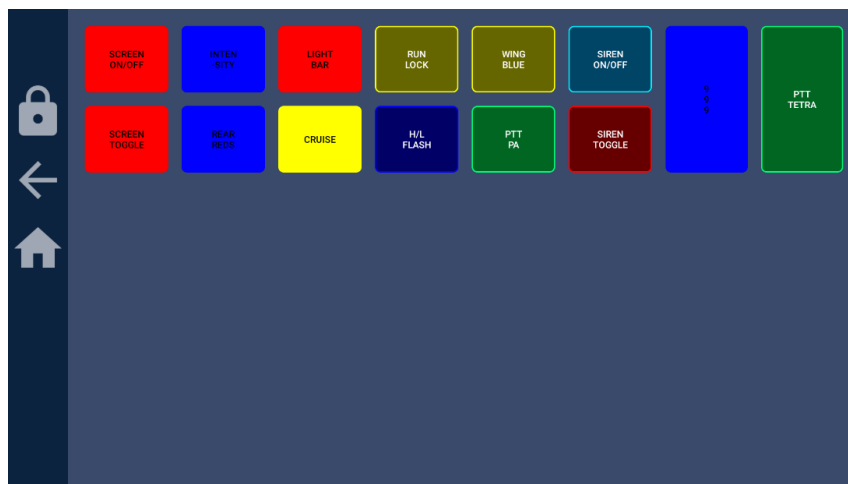 SCREEN
ON/OFF
INTEN
-SITY
LIGHT
BAR
RUN
LOCK
WING
BLUE
SIREN
ON/OFF
PTT
TETRA
SCREEN
TOGGLE
REAR
REDS
CRUISE
H/L
FLASH
PTT
PA
SIREN
TOGGLE